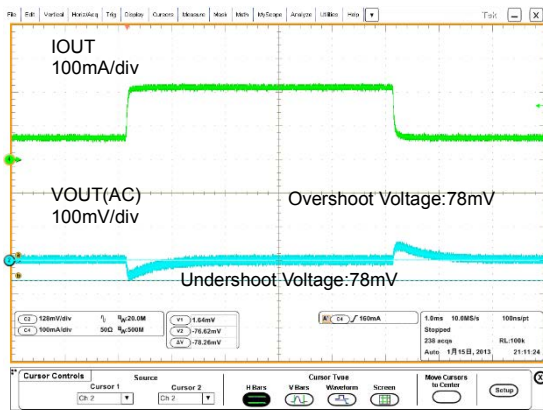 File Edit Vertical Horiz/Acq Trig Display Cursors Measure Mask Math MyScope Analyze Utilities Help Tek
IOUT
100mA/div
VOUT(AC)
100mV/div
Overshoot Voltage:78mV
Undershoot Voltage:78mV
C2 128mV/div BW:20.0M
C4 100mA/div 50Ω BW:500M
V1 1.64mV
V2 -76.62mV
ΔV -78.26mV
A' C4 160mA
1.0ms 10.0MS/s 100ns/pt
Stopped
238 acqs RL:100k
Auto 1月15日, 2013 21:11:24
Cursor Controls
Source
Cursor 1 Cursor 2
Ch 2 Ch 2
Cursor Type
H Bars V Bars Waveform Screen
Move Cursors
to Center
Setup
X